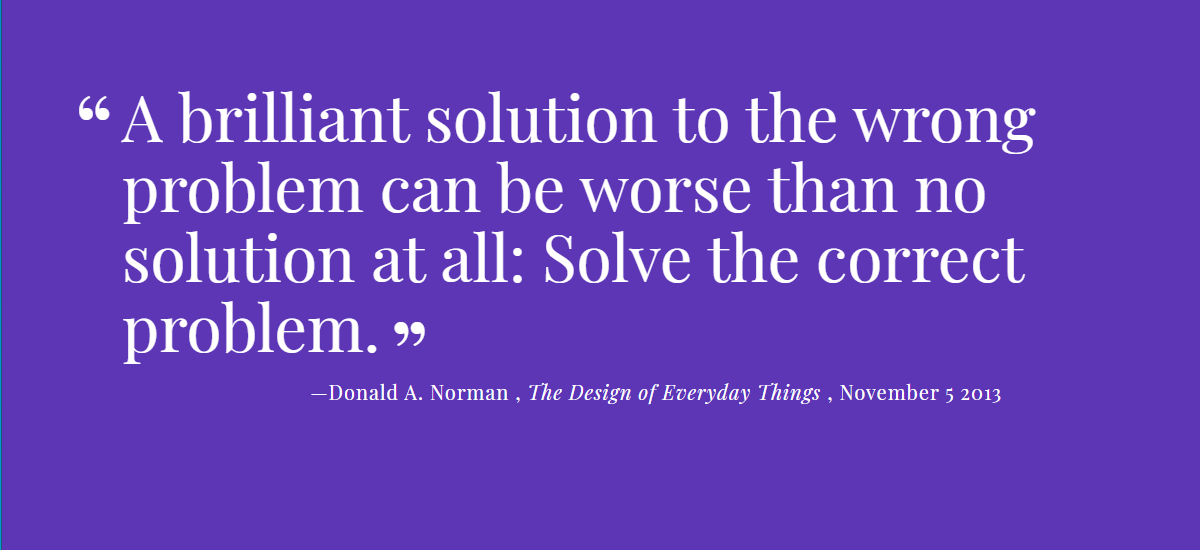 “ A brilliant solution to the wrong
problem can be worse than no
solution at all: Solve the correct
problem. ”
—Donald A. Norman , The Design of Everyday Things , November 5 2013